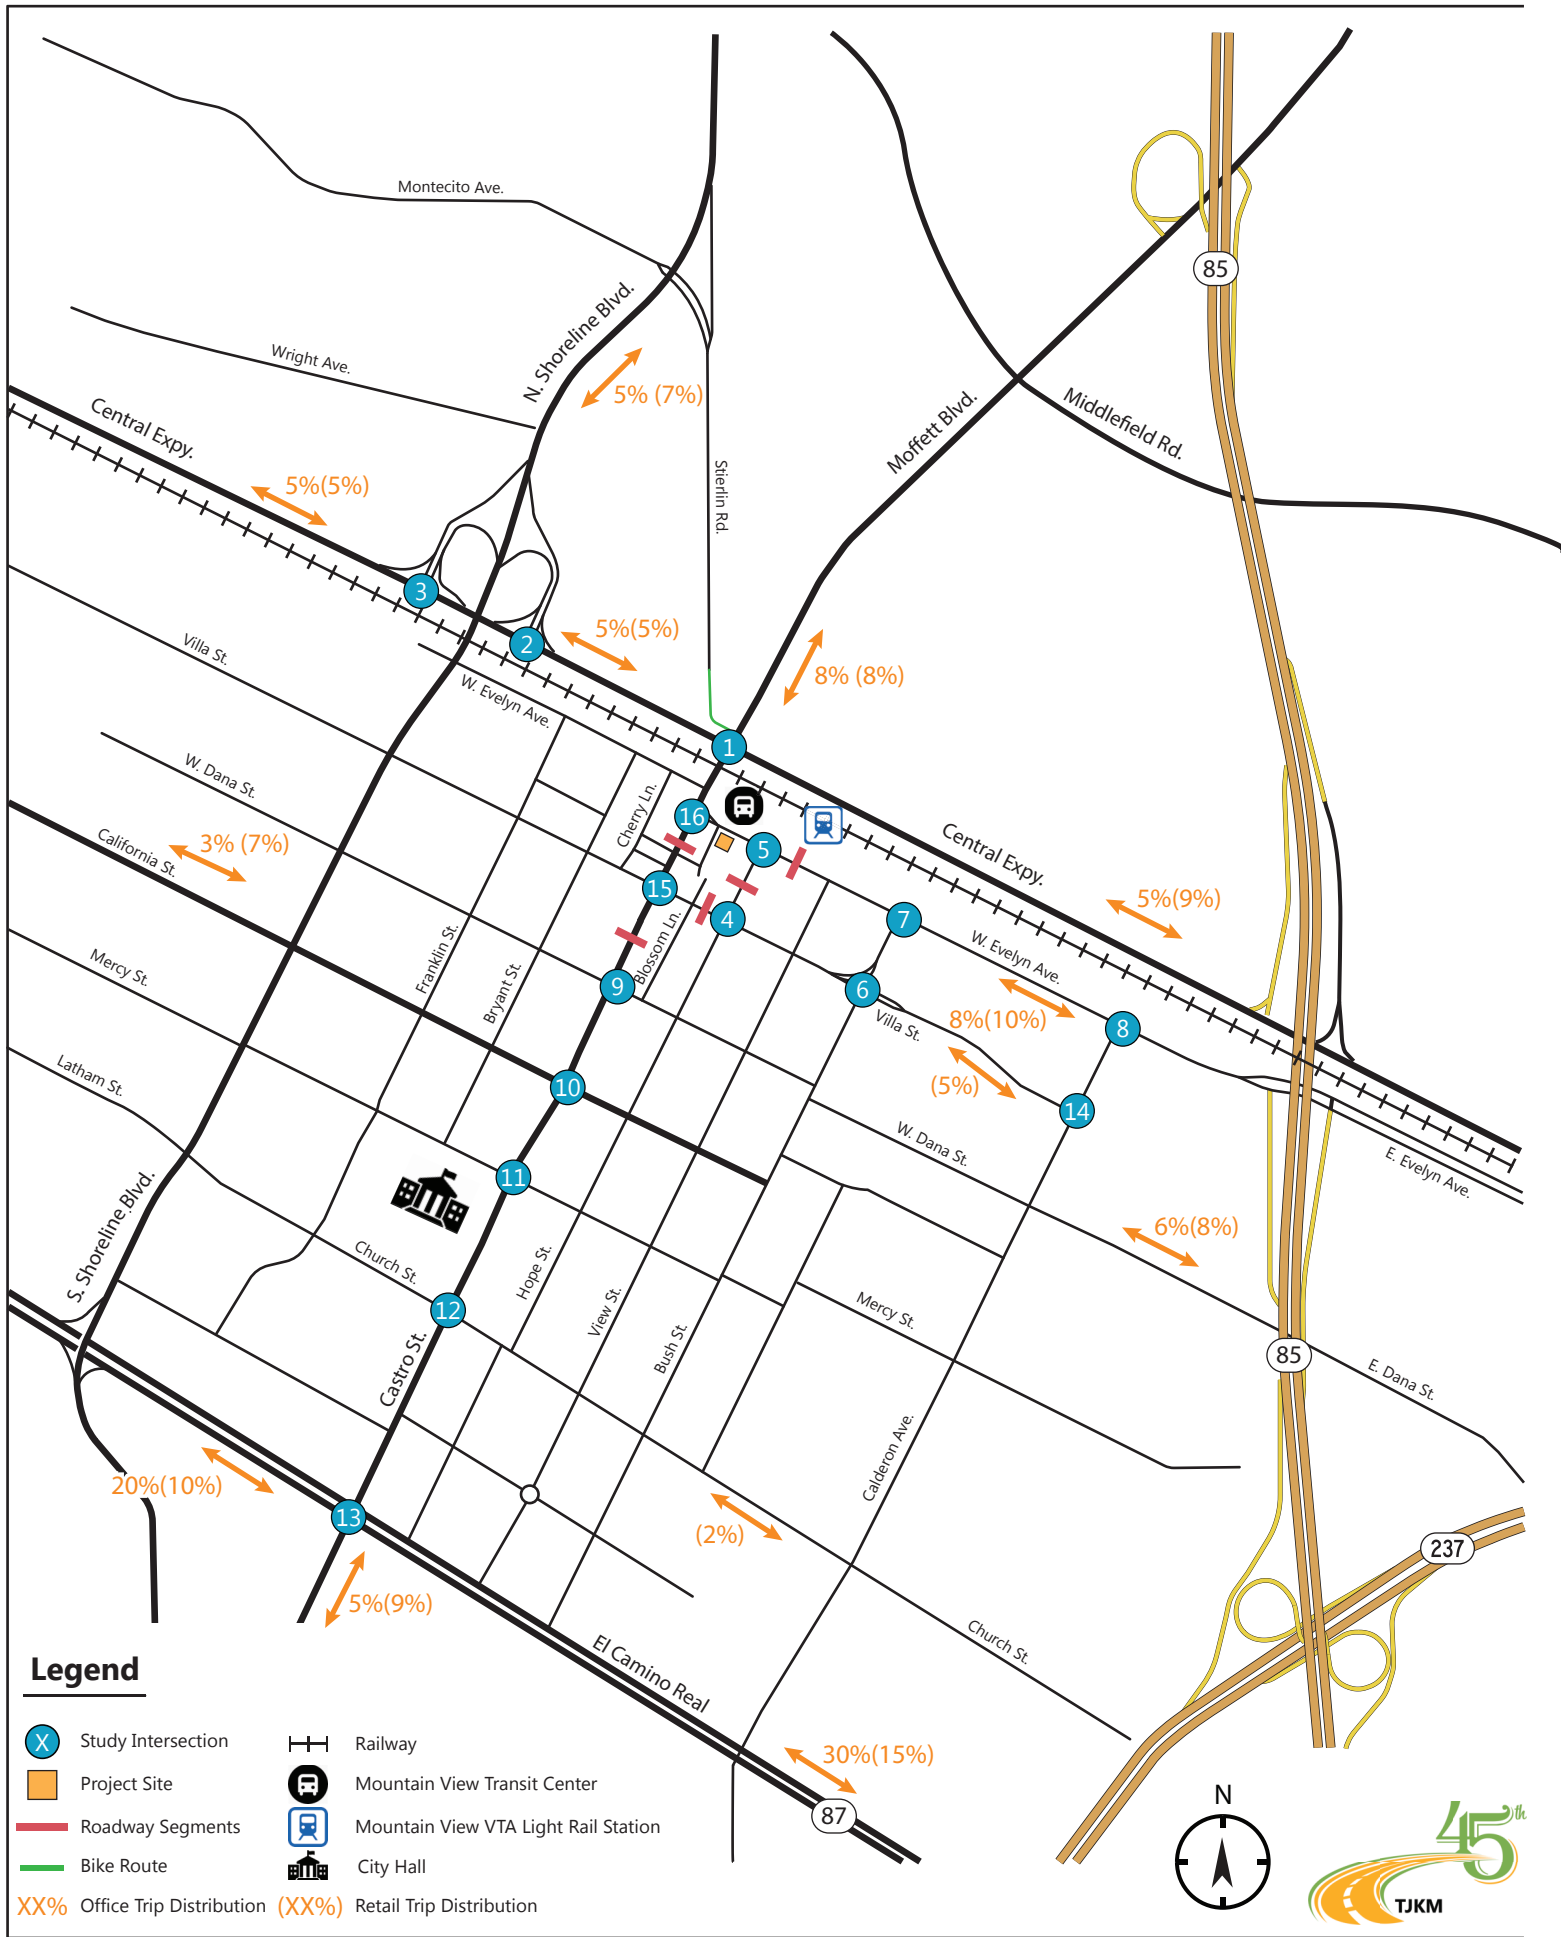 85
Montecito Ave.
N. Shoreline Blvd.
Wright Ave.
5% (7%)
Central Expy.
Moffett Blvd.
Middlefield Rd.
Stierlin Rd.
5%(5%)
3
2
5%(5%)
8% (8%)
Villa St.
W. Evelyn Ave.
1
W. Dana St.
Cherry Ln.
16
5
Central Expy.
California St.
3% (7%)
15
4
7
5%(9%)
Franklin St.
Bryant St.
Blossom Ln.
W. Evelyn Ave.
Mercy St.
9
6
Villa St.
8%(10%)
8
Latham St.
10
(5%)
14
W. Dana St.
E. Evelyn Ave.
11
S. Shoreline Blvd.
Church St.
Hope St.
6%(8%)
12
View St.
Bush St.
Mercy St.
85
E. Dana St.
Castro St.
Calderon Ave.
20%(10%)
13
(2%)
237
5%(9%)
El Camino Real
Church St.
30%(15%)
87
Legend
X Study Intersection
Project Site
Roadway Segments
Bike Route
XX% Office Trip Distribution
Railway
Mountain View Transit Center
Mountain View VTA Light Rail Station
City Hall
(XX%) Retail Trip Distribution
N
45th
TJKM